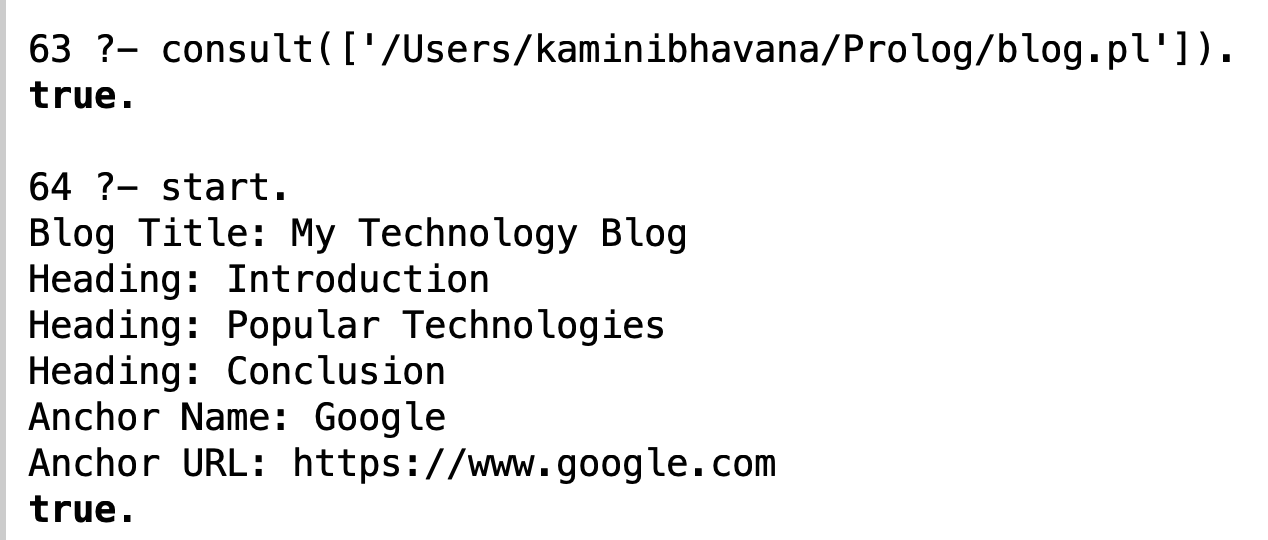 63 ?- consult(['/Users/kaminibhavana/Prolog/blog.pl']).
true.
64 ?- start.
Blog Title: My Technology Blog
Heading: Introduction
Heading: Popular Technologies
Heading: Conclusion
Anchor Name: Google
Anchor URL: https://www.google.com
true.